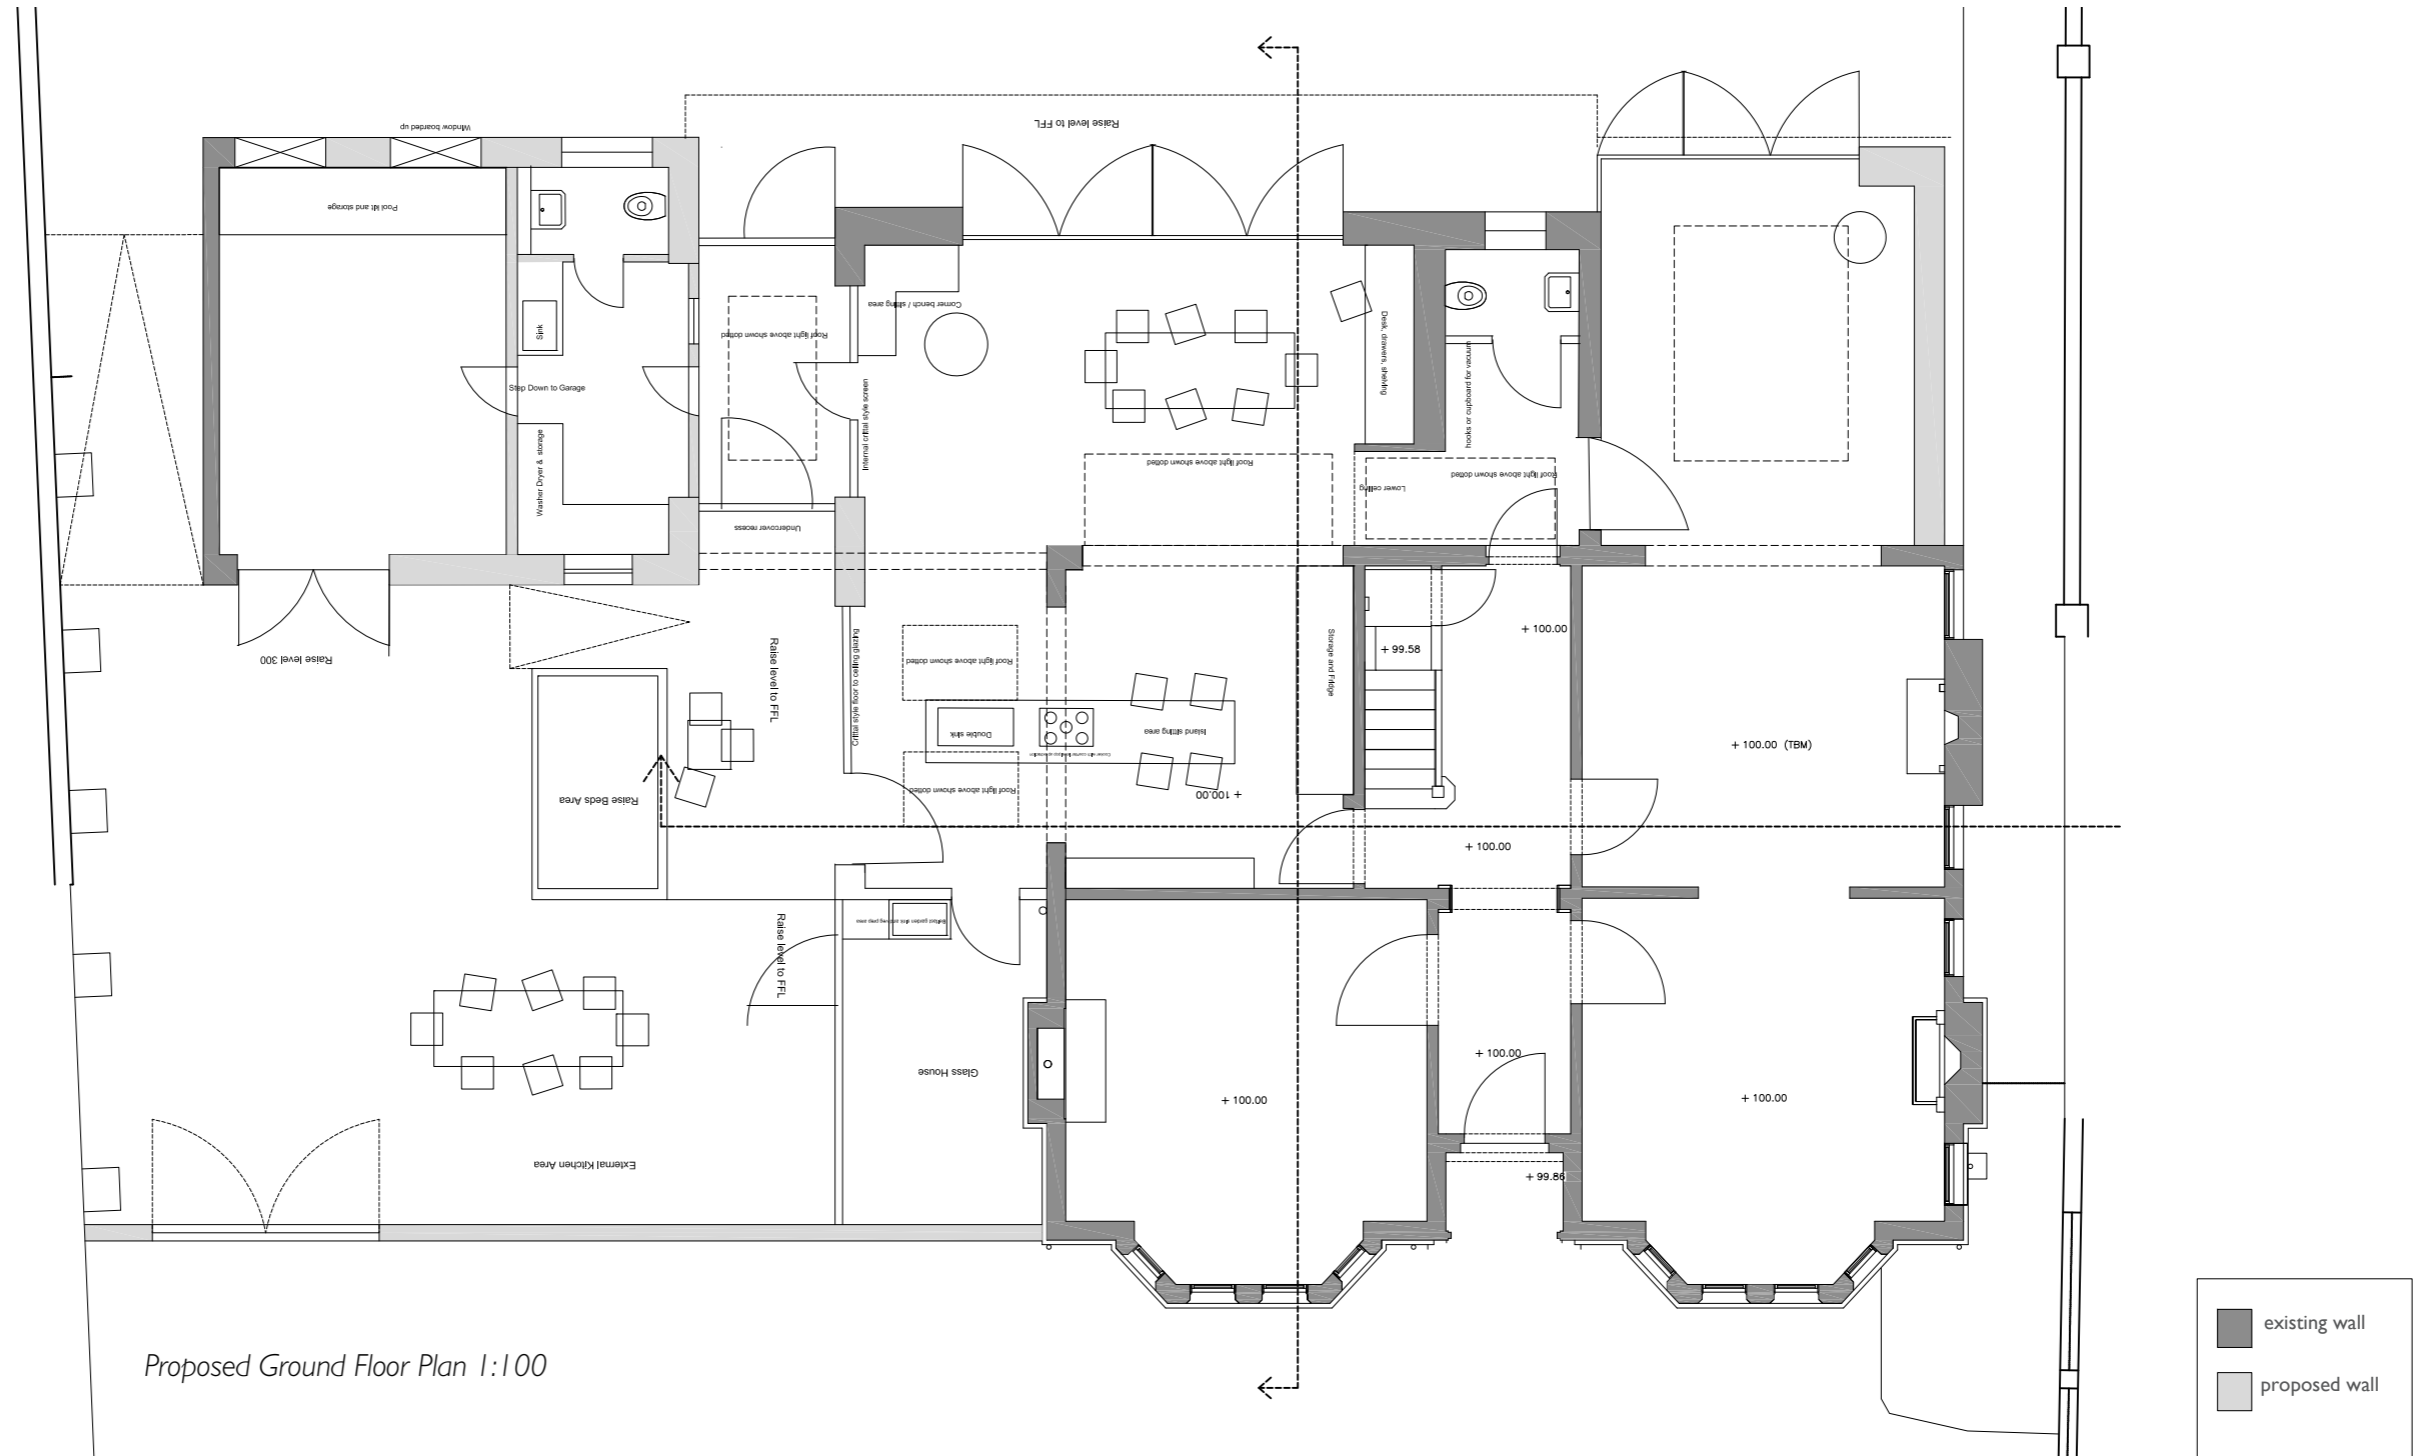 Window boarded up
Raise level to FFL
Pool kit and storage
Sink
Roof light above shown dotted
Corner bench / sitting area
Desk, drawers, shelving
hooks or cupboard for vacuum
Step Down to Garage
Internal crittal style screen
Washer Dryer & storage
Undercover recess
Roof light above shown dotted
Roof light above shown dotted
Lower ceiling
Raise level 300
Raise level to FFL
Crittal style floor to ceiling glazing
Roof light above shown dotted
Storage and Fridge
+ 99.58
+ 100.00
Double sink
Island sitting area
+ 100.00 (TBM)
Raise Beds Area
Roof light above shown dotted
+ 100.00
+ 100.00
Raise level to FFL
Glass House
+ 100.00
+ 100.00
+ 100.00
External Kitchen Area
+ 99.86
Proposed Ground Floor Plan 1:100
existing wall
proposed wall